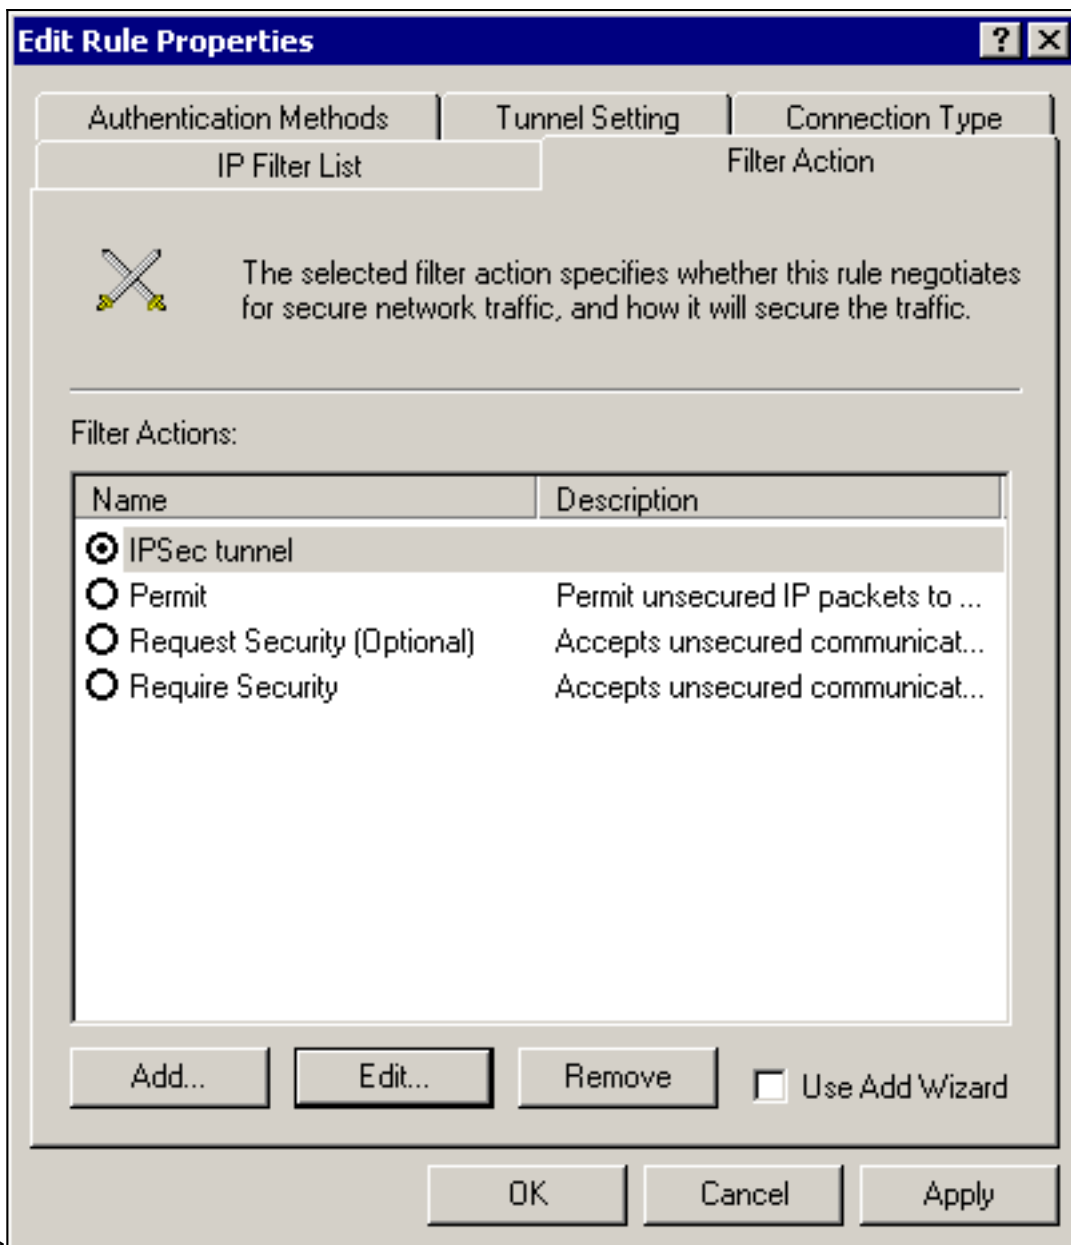 Edit Rule Properties
Authentication Methods
Tunnel Setting
Connection Type
IP Filter List
Filter Action
The selected filter action specifies whether this rule negotiates
for secure network traffic, and how it will secure the traffic.
Filter Actions:
Name Description
IPSec tunnel
Permit Permit unsecured IP packets to ...
Request Security (Optional) Accepts unsecured communicat...
Require Security Accepts unsecured communicat...
Add... Edit... Remove Use Add Wizard
OK Cancel Apply